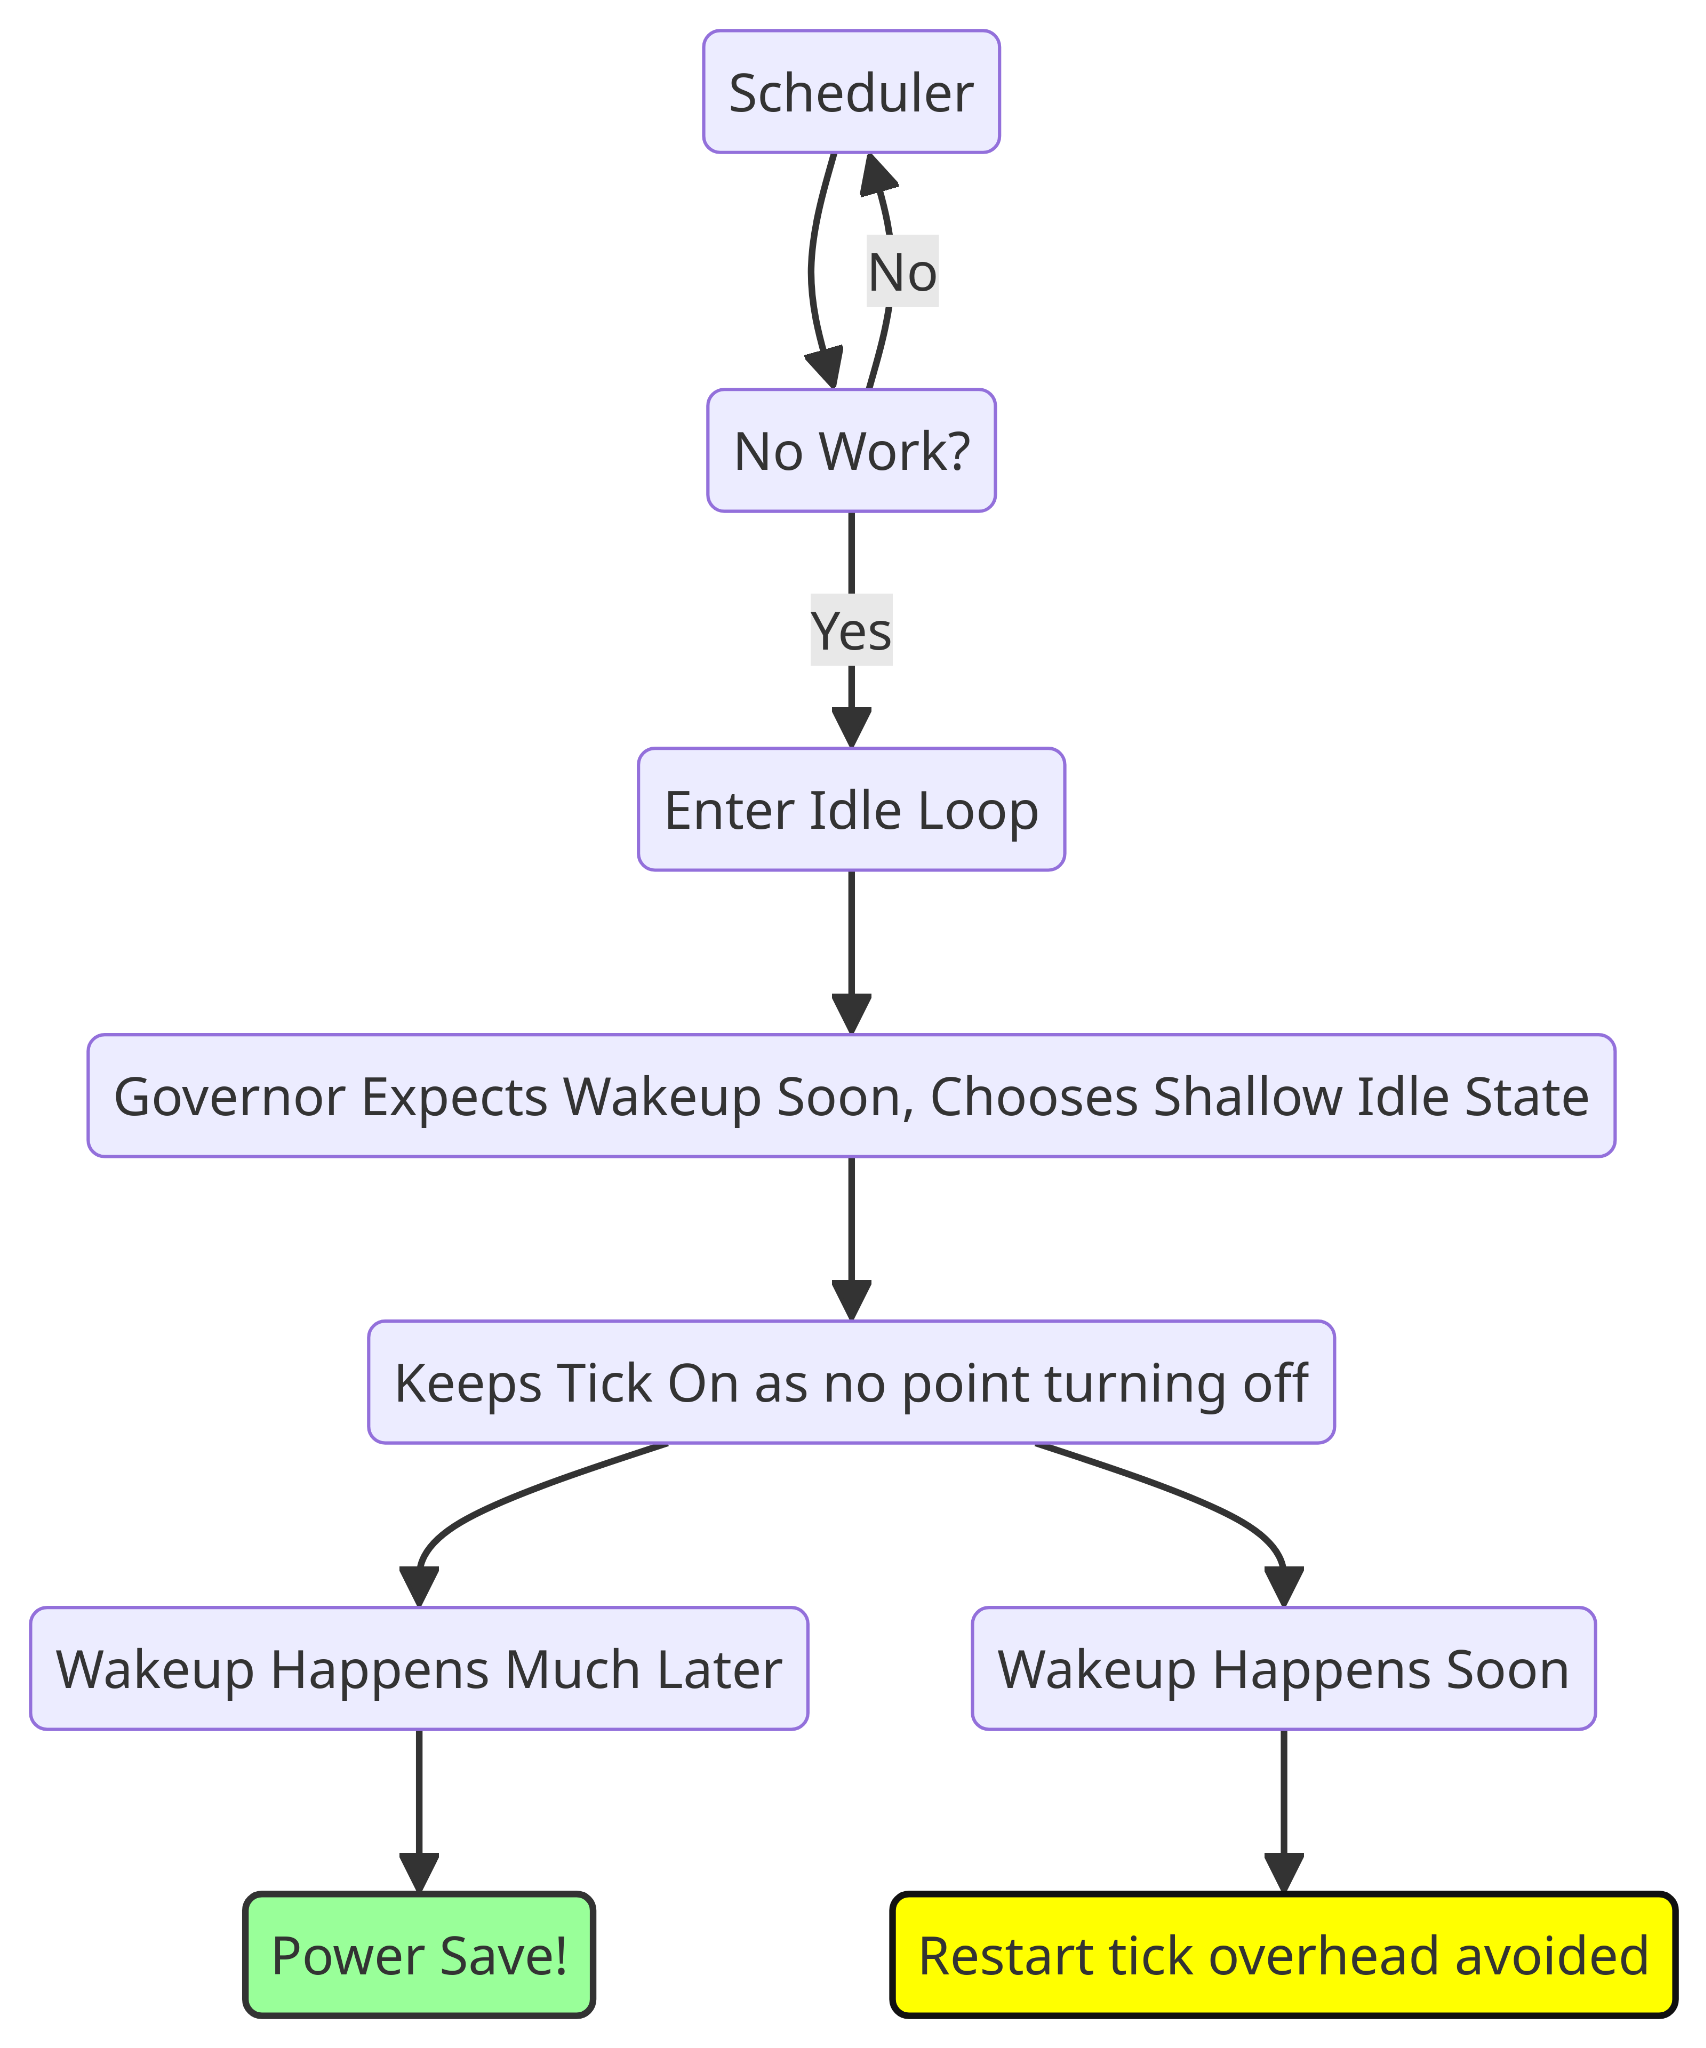 Scheduler
No
No Work?
Yes
Enter Idle Loop
Governor Expects Wakeup Soon, Chooses Shallow Idle State
Keeps Tick On as no point turning off
Wakeup Happens Much Later
Wakeup Happens Soon
Power Save!
Restart tick overhead avoided